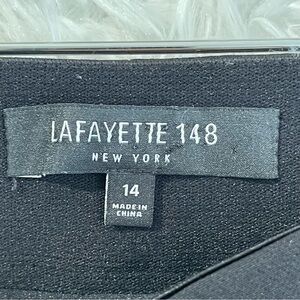 LAFAYETTE 148
NEW YORK
14
MADE IN
CHINA